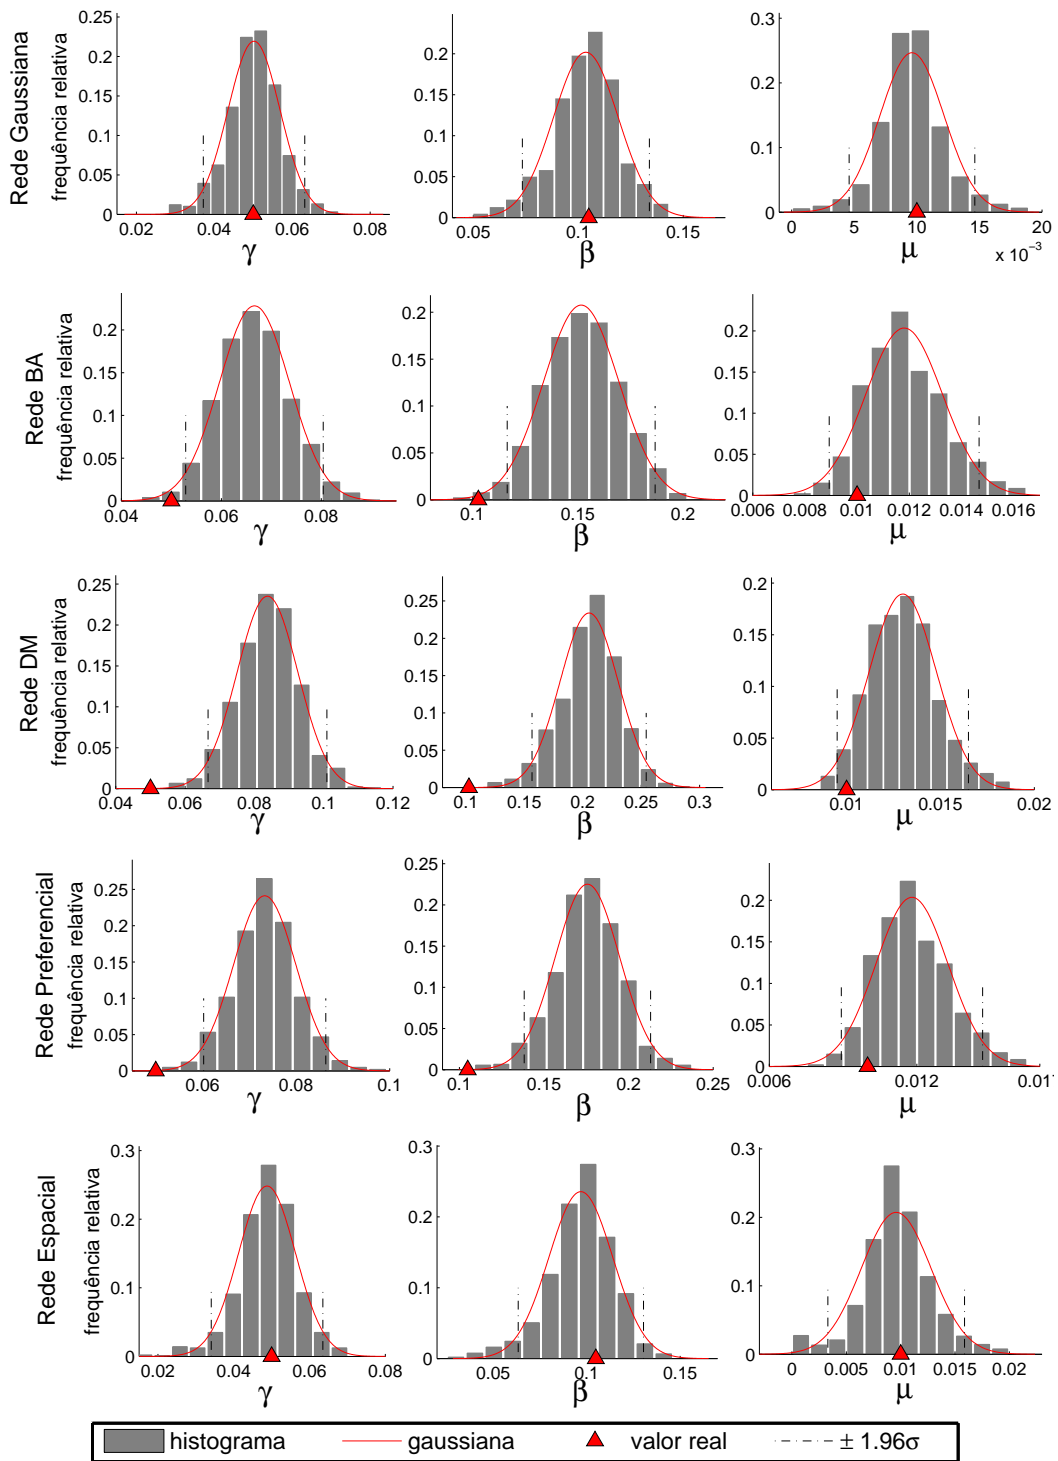 Rede Gaussiana
frequência relativa
0.25
0.2
0.15
0.1
0.05
0
0.02 0.04 0.06 0.08
γ
0.2
0.1
0
0.05 0.1 0.15
β
0.3
0.2
0.1
0
0 5 10 15 20
x 10⁻³
μ
Rede BA
frequência relativa
0.2
0.15
0.1
0.05
0
0.04 0.06 0.08
γ
0.2
0.15
0.1
0.05
0
0.1 0.15 0.2
β
0.2
0.15
0.1
0.05
0
0.006 0.008 0.01 0.012 0.014 0.016
μ
Rede DM
frequência relativa
0.25
0.2
0.15
0.1
0.05
0
0.04 0.06 0.08 0.1 0.12
γ
0.25
0.2
0.15
0.1
0.05
0
0.1 0.15 0.2 0.25 0.3
β
0.2
0.15
0.1
0.05
0
0.01 0.015 0.02
μ
Rede Preferencial
frequência relativa
0.25
0.2
0.15
0.1
0.05
0
0.06 0.08 0.1
γ
0.25
0.2
0.15
0.1
0.05
0
0.1 0.15 0.2 0.25
β
0.2
0.15
0.1
0.05
0
0.006 0.012
μ
Rede Espacial
frequência relativa
0.3
0.2
0.1
0
0.02 0.04 0.06 0.08
γ
0.3
0.2
0.1
0
0.05 0.1 0.15
β
0.3
0.2
0.1
0
0 0.005 0.01 0.015 0.02
μ
histograma gaussiana valor real ± 1.96σ